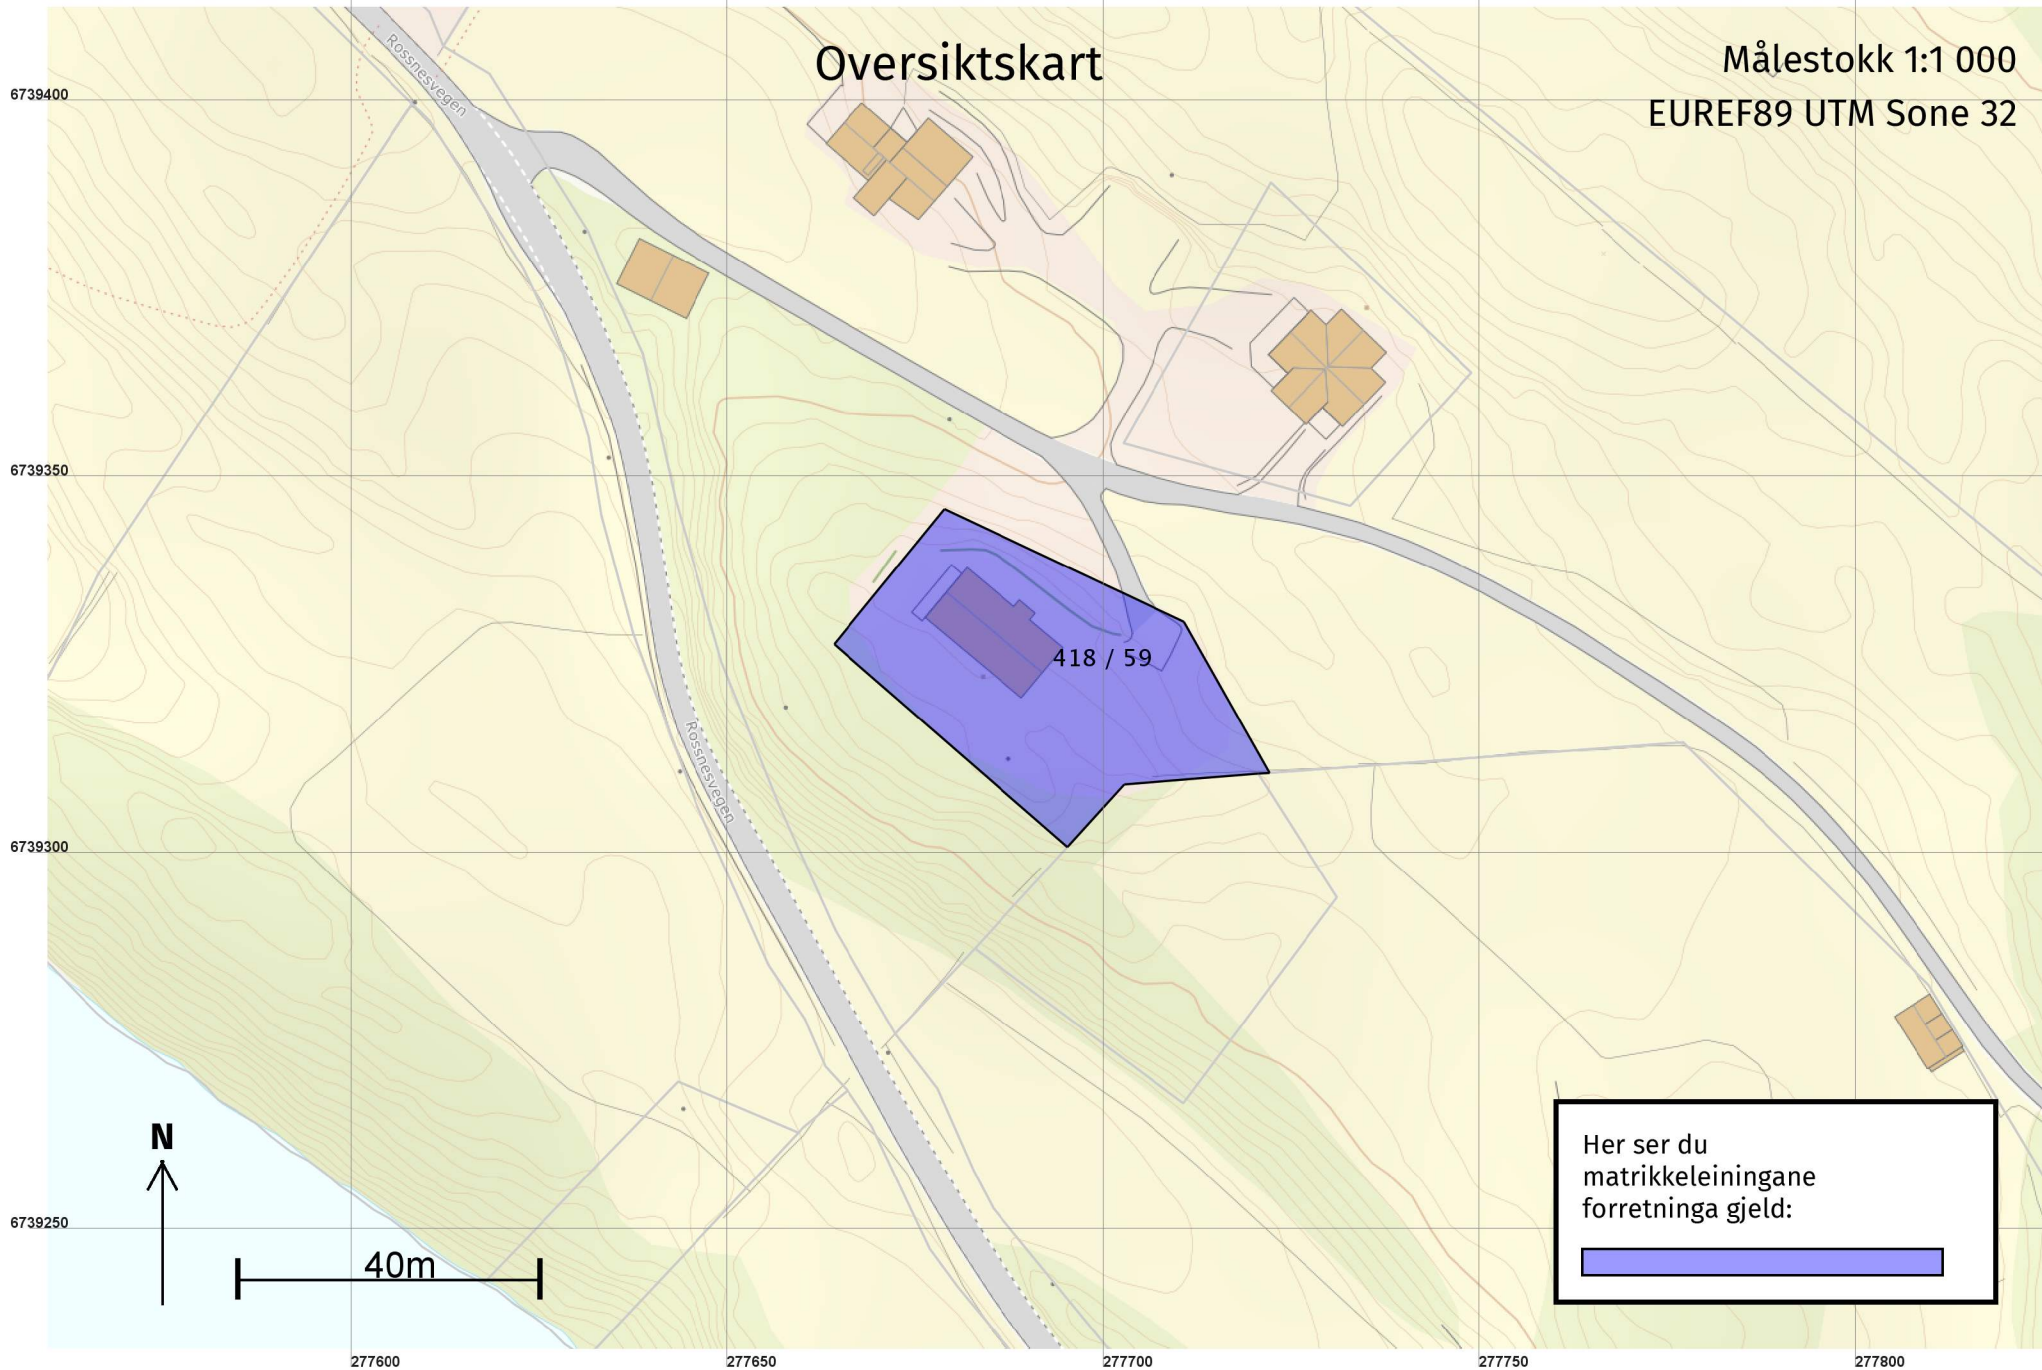 Oversiktskart
Målestokk 1:1 000
EUREF89 UTM Sone 32
Rossnesvegen
6739400
6739350
418 / 59
Rossnesvegen
6739300
6739250
N
40m
Her ser du
matrikkeleiningane
forretninga gjeld:
277600
277650
277700
277750
277800